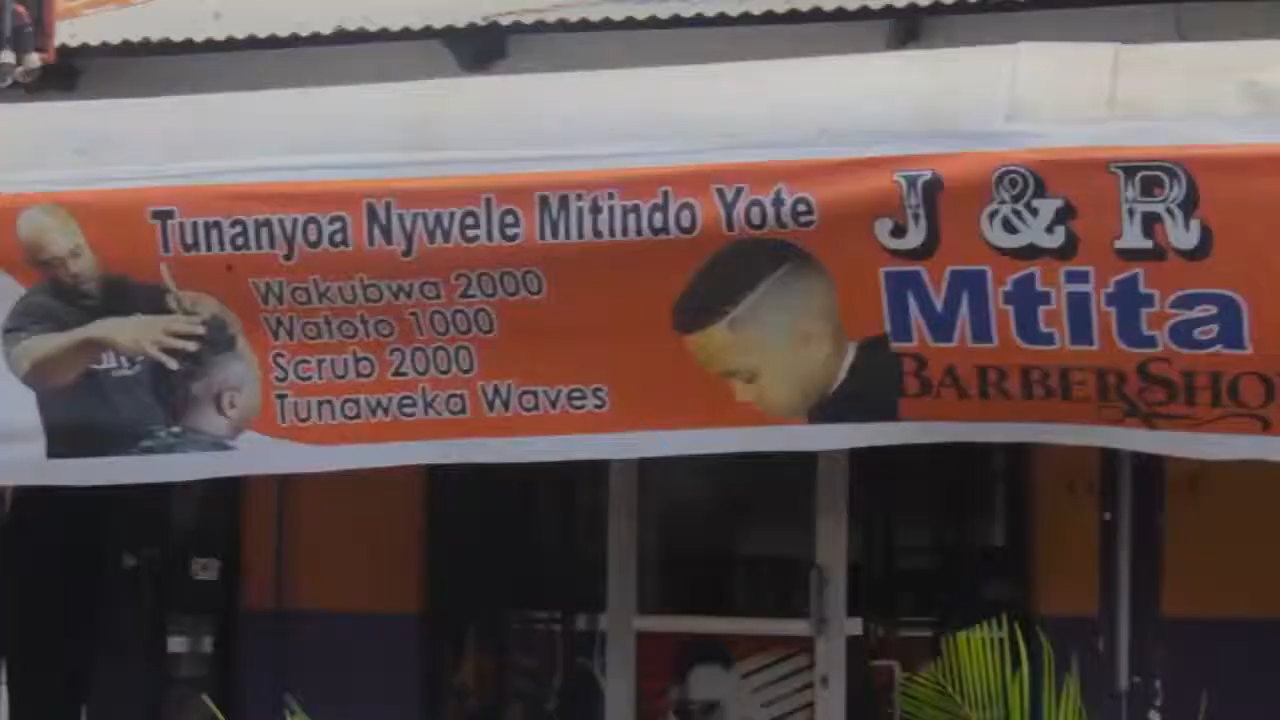 Tunanyoa Nywele Mitindo Yote
Wakubwa 2000
Watoto 1000
Scrub 2000
Tunaweka Waves
J & R
Mtita
BARBERSHO